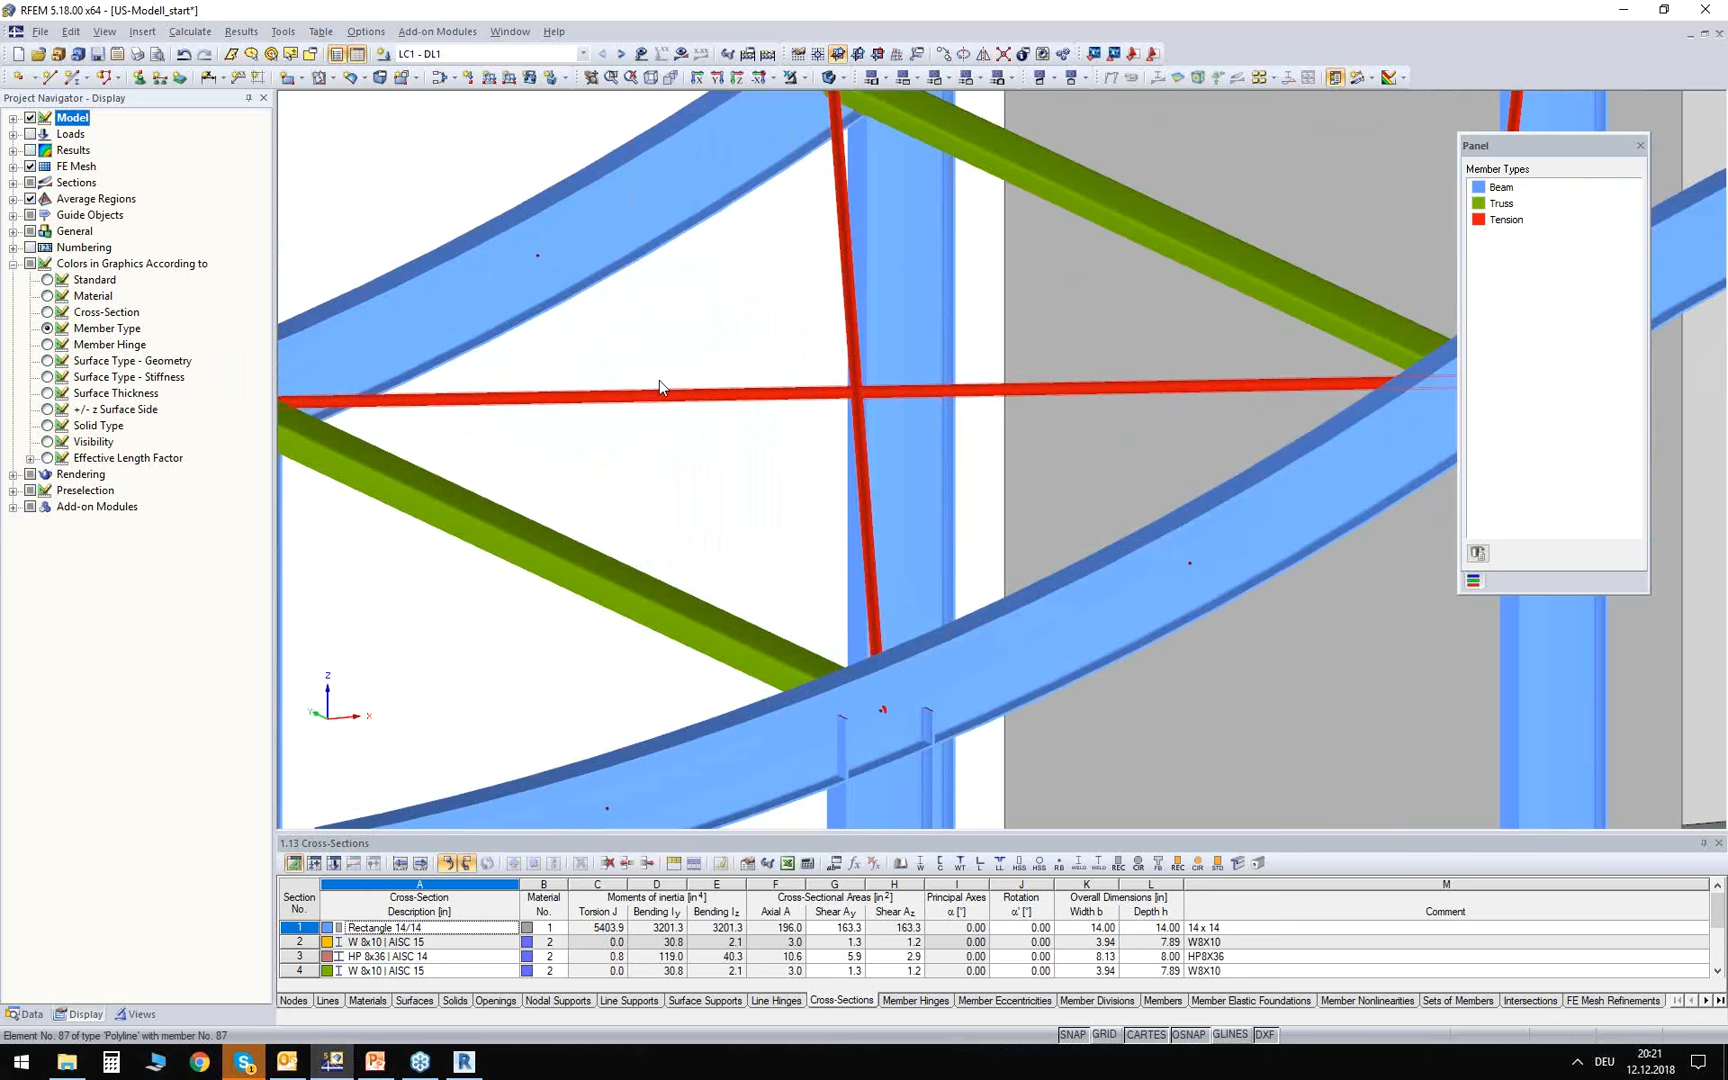 RFEM 5.18.00 x64 - [US-Modell_start*]
File Edit View Insert Calculate Results Tools Table Options Add-on Modules Window Help
LC1 - DL1
Project Navigator - Display
Model
Loads
Results
FE Mesh
Sections
Average Regions
Guide Objects
General
Numbering
Colors in Graphics According to
Standard
Material
Cross-Section
Member Type
Member Hinge
Surface Type - Geometry
Surface Type - Stiffness
Surface Thickness
+/- z Surface Side
Solid Type
Visibility
Effective Length Factor
Rendering
Preselection
Add-on Modules
Data Display Views
Z
Y
X
Panel
Member Types
Beam
Truss
Tension
1.13 Cross-Sections
A B C D E F G H I J K L M
Section Cross-Section Material Moments of inertia [in⁴] Cross-Sectional Areas [in²] Principal Axes Rotation Overall Dimensions [in]
No. Description [in] No. Torsion J Bending Iy Bending Iz Axial A Shear Ay Shear Az α [°] α' [°] Width b Depth h Comment
1 Rectangle 14/14 1 5403.9 3201.3 3201.3 196.0 163.3 163.3 0.00 0.00 14.00 14.00 14 x 14
2 W 8x10 | AISC 15 2 0.0 30.8 2.1 3.0 1.3 1.2 0.00 0.00 3.94 7.89 W8X10
3 HP 8x36 | AISC 14 2 0.8 119.0 40.3 10.6 5.9 2.9 0.00 0.00 8.13 8.00 HP8X36
4 W 8x10 | AISC 15 2 0.0 30.8 2.1 3.0 1.3 1.2 0.00 0.00 3.94 7.89 W8X10
Nodes Lines Materials Surfaces Solids Openings Nodal Supports Line Supports Surface Supports Line Hinges Cross-Sections Member Hinges Member Eccentricities Member Divisions Members Member Elastic Foundations Member Nonlinearities Sets of Members Intersections FE Mesh Refinements
Element No. 87 of type 'Polyline' with member No. 87
SNAP GRID CARTES OSNAP GLINES DXF
DEU
20:21
12.12.2018